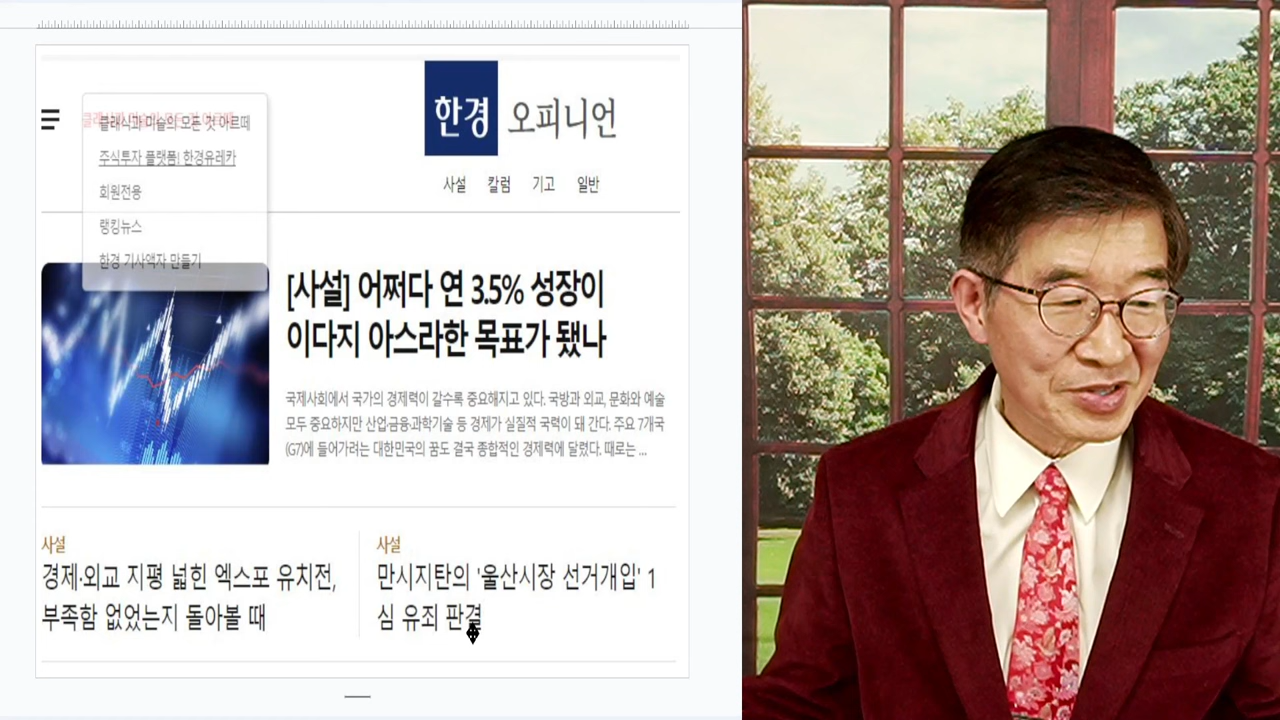 한경 오피니언
사설 칼럼 기고 일반
클래식과 미술의 모든 것 아르떼
주식투자 플랫폼! 한경유레카
회원전용
랭킹뉴스
한경 기사액자 만들기
[사설] 어쩌다 연 3.5% 성장이
이다지 아스라한 목표가 됐나
국제사회에서 국가의 경제력이 갈수록 중요해지고 있다. 국방과 외교, 문화와 예술
모두 중요하지만 산업·금융·과학기술 등 경제가 실질적 국력이 돼 간다. 주요 7개국
(G7)에 들어가려는 대한민국의 꿈도 결국 종합적인 경제력에 달렸다. 때로는 ...
사설
경제·외교 지평 넓힌 엑스포 유치전,
부족함 없었는지 돌아볼 때
사설
만시지탄의 '울산시장 선거개입' 1
심 유죄 판결